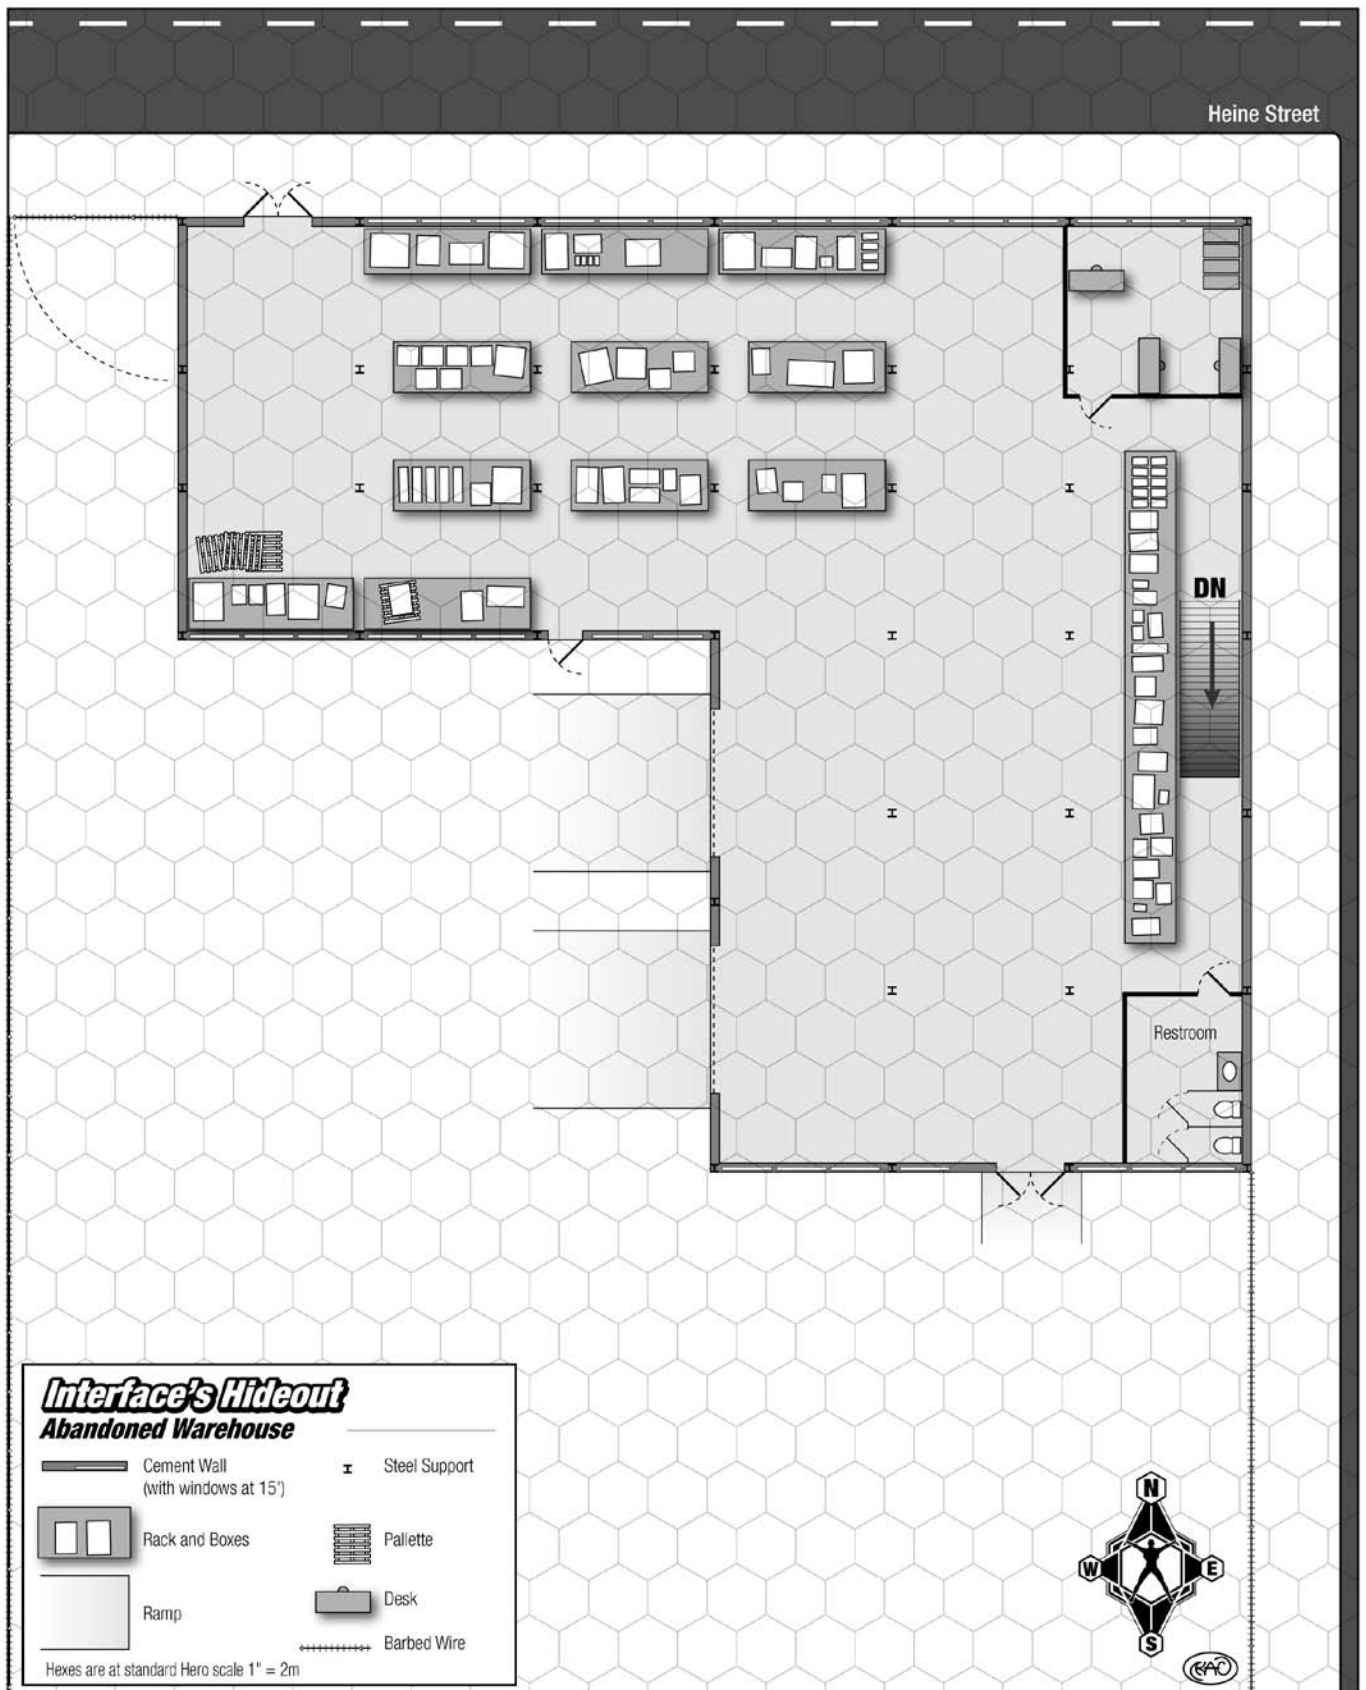 Heine Street
DN
Restroom
Interface's Hideout
Abandoned Warehouse
Cement Wall
(with windows at 15')
Steel Support
Rack and Boxes
Pallette
Ramp
Desk
Barbed Wire
Hexes are at standard Hero scale 1" = 2m
N
W
E
S
KAC